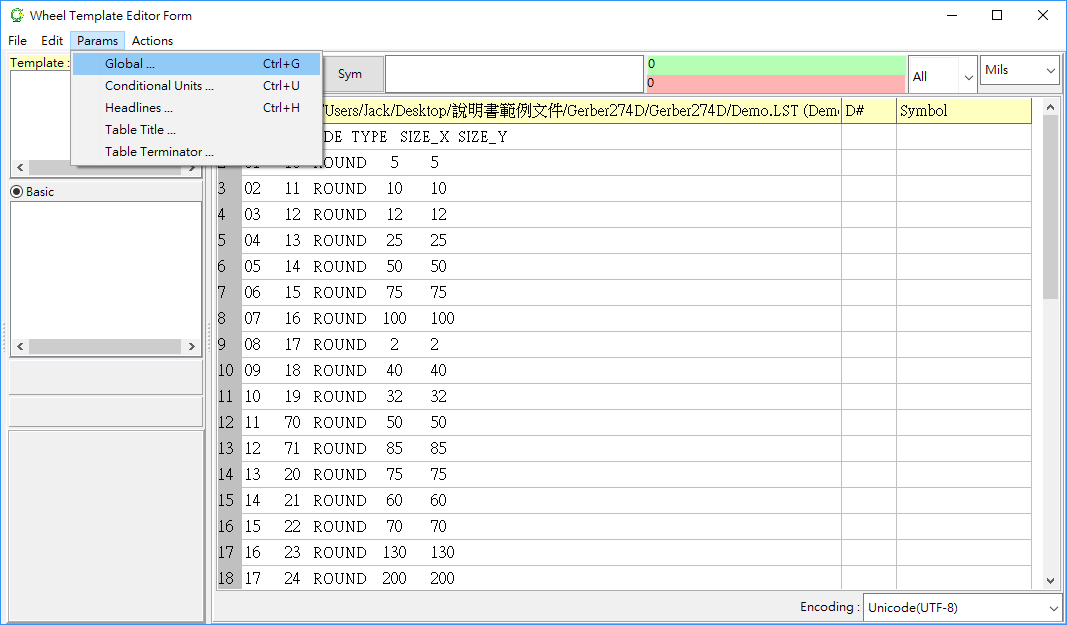 Wheel Template Editor Form
File Edit Params Actions
Template :
Global ... Ctrl+G
Conditional Units ... Ctrl+U
Headlines ... Ctrl+H
Table Title ...
Table Terminator ...
Sym
0
0
All
Mils
Basic
/Users/Jack/Desktop/說明書範例文件/Gerber274D/Gerber274D/Demo.LST (Demo D# Symbol
DE TYPE SIZE_X SIZE_Y
ROUND 5 5
3 02 11 ROUND 10 10
4 03 12 ROUND 12 12
5 04 13 ROUND 25 25
6 05 14 ROUND 50 50
7 06 15 ROUND 75 75
8 07 16 ROUND 100 100
9 08 17 ROUND 2 2
10 09 18 ROUND 40 40
11 10 19 ROUND 32 32
12 11 70 ROUND 50 50
13 12 71 ROUND 85 85
14 13 20 ROUND 75 75
15 14 21 ROUND 60 60
16 15 22 ROUND 70 70
17 16 23 ROUND 130 130
18 17 24 ROUND 200 200
Encoding : Unicode(UTF-8)